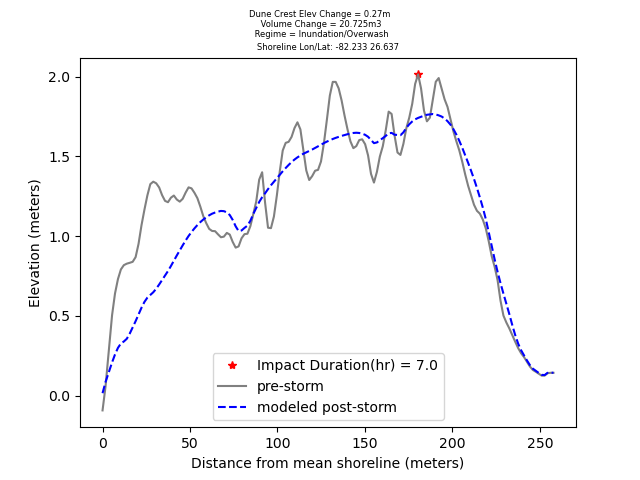 Dune Crest Elev Change = 0.27m
Volume Change = 20.725m3
Regime = Inundation/Overwash
Shoreline Lon/Lat: -82.233 26.637
2.0
1.5
1.0
0.5
0.0
Elevation (meters)
Impact Duration(hr) = 7.0
pre-storm
modeled post-storm
0 50 100 150 200 250
Distance from mean shoreline (meters)